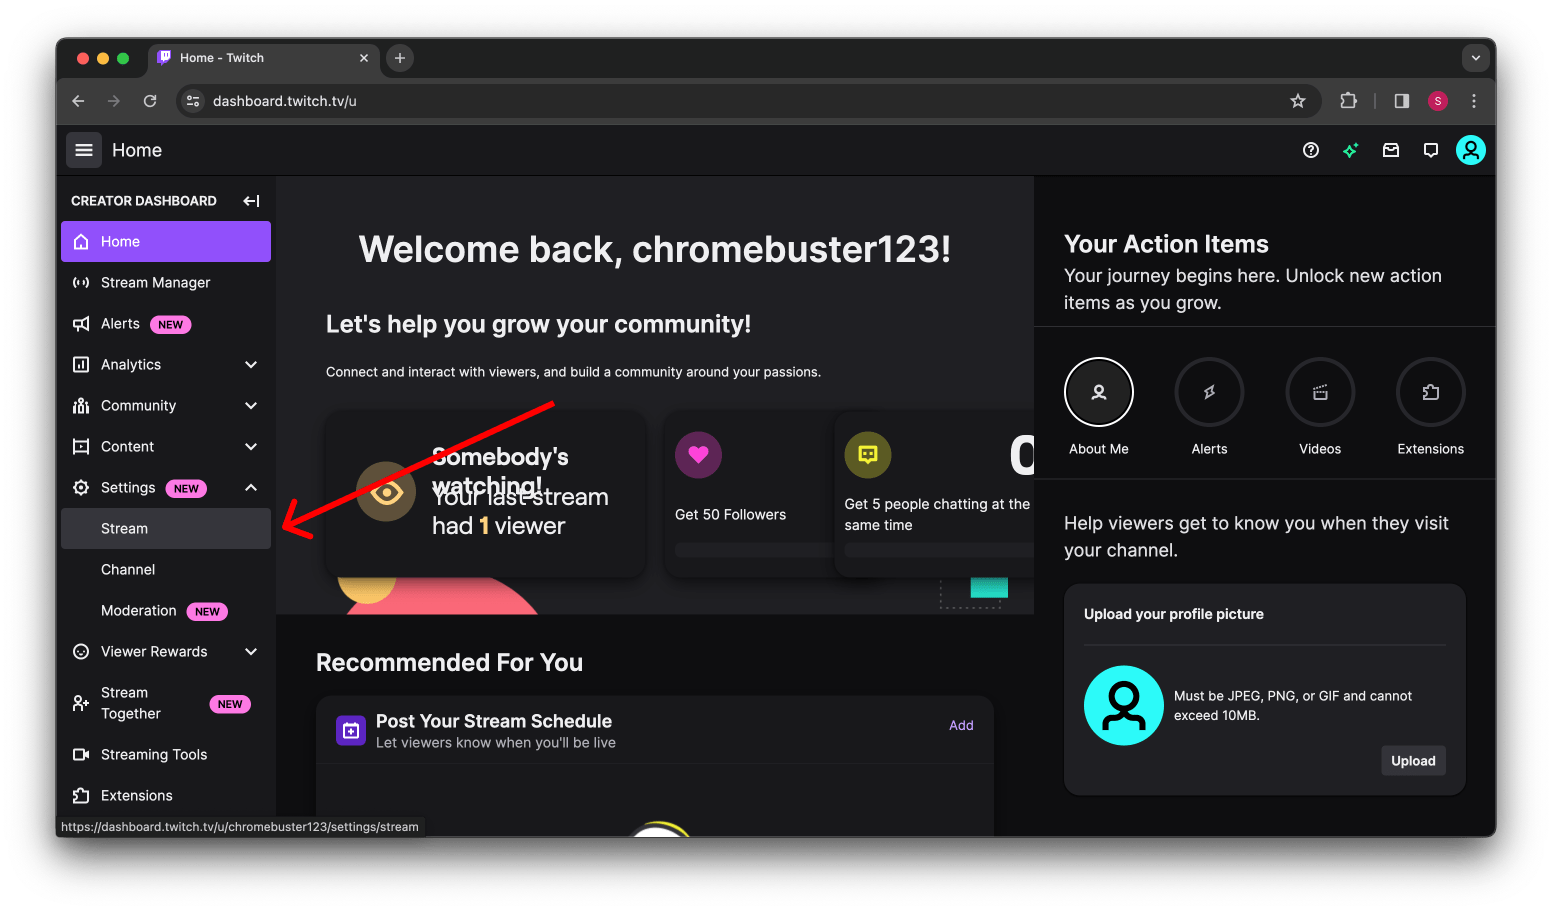 Home - Twitch
dashboard.twitch.tv/u
S
Home
CREATOR DASHBOARD
Home
Stream Manager
Alerts NEW
Analytics
Community
Content
Settings NEW
Stream
Channel
Moderation NEW
Viewer Rewards
Stream
Together NEW
Streaming Tools
Extensions
https://dashboard.twitch.tv/u/chromebuster123/settings/stream
Welcome back, chromebuster123!
Let's help you grow your community!
Connect and interact with viewers, and build a community around your passions.
Somebody's
watching!
Your last stream
had 1 viewer
Get 50 Followers
0
Get 5 people chatting at the
same time
Recommended For You
Post Your Stream Schedule
Let viewers know when you'll be live
Add
Your Action Items
Your journey begins here. Unlock new action
items as you grow.
About Me
Alerts
Videos
Extensions
Help viewers get to know you when they visit
your channel.
Upload your profile picture
Must be JPEG, PNG, or GIF and cannot
exceed 10MB.
Upload